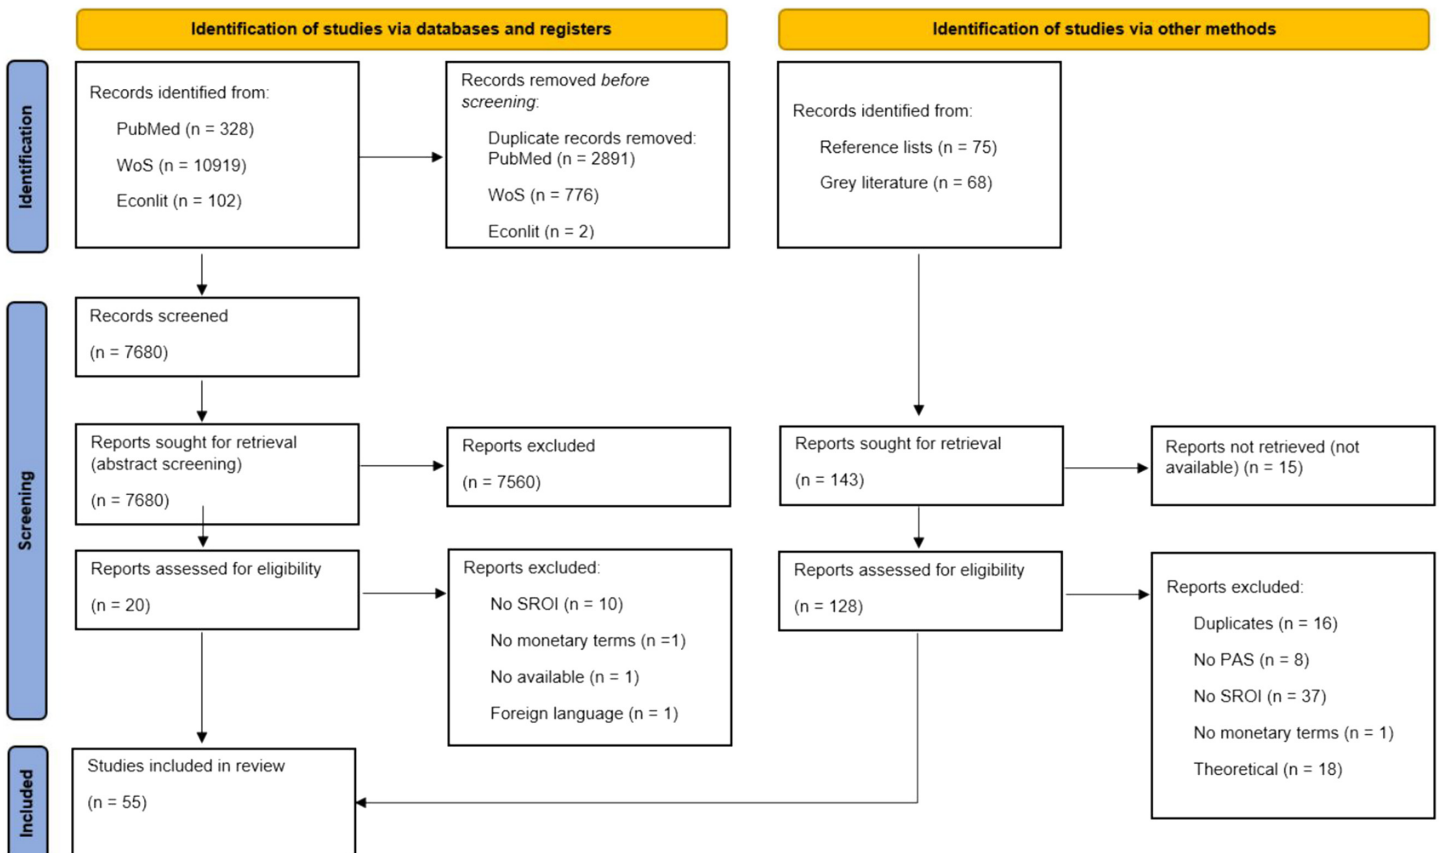 Identification of studies via databases and registers
Identification of studies via other methods
Identification
Records identified from:
PubMed (n = 328)
WoS (n = 10919)
Econlit (n = 102)
Records removed before
screening:
Duplicate records removed:
PubMed (n = 2891)
WoS (n = 776)
Econlit (n = 2)
Records identified from:
Reference lists (n = 75)
Grey literature (n = 68)
Screening
Records screened
(n = 7680)
Reports sought for retrieval
(abstract screening)
(n = 7680)
Reports excluded
(n = 7560)
Reports sought for retrieval
(n = 143)
Reports not retrieved (not
available) (n = 15)
Reports assessed for eligibility
(n = 20)
Reports excluded:
No SROI (n = 10)
No monetary terms (n =1)
No available (n = 1)
Foreign language (n = 1)
Reports assessed for eligibility
(n = 128)
Reports excluded:
Duplicates (n = 16)
No PAS (n = 8)
No SROI (n = 37)
No monetary terms (n = 1)
Theoretical (n = 18)
Included
Studies included in review
(n = 55)